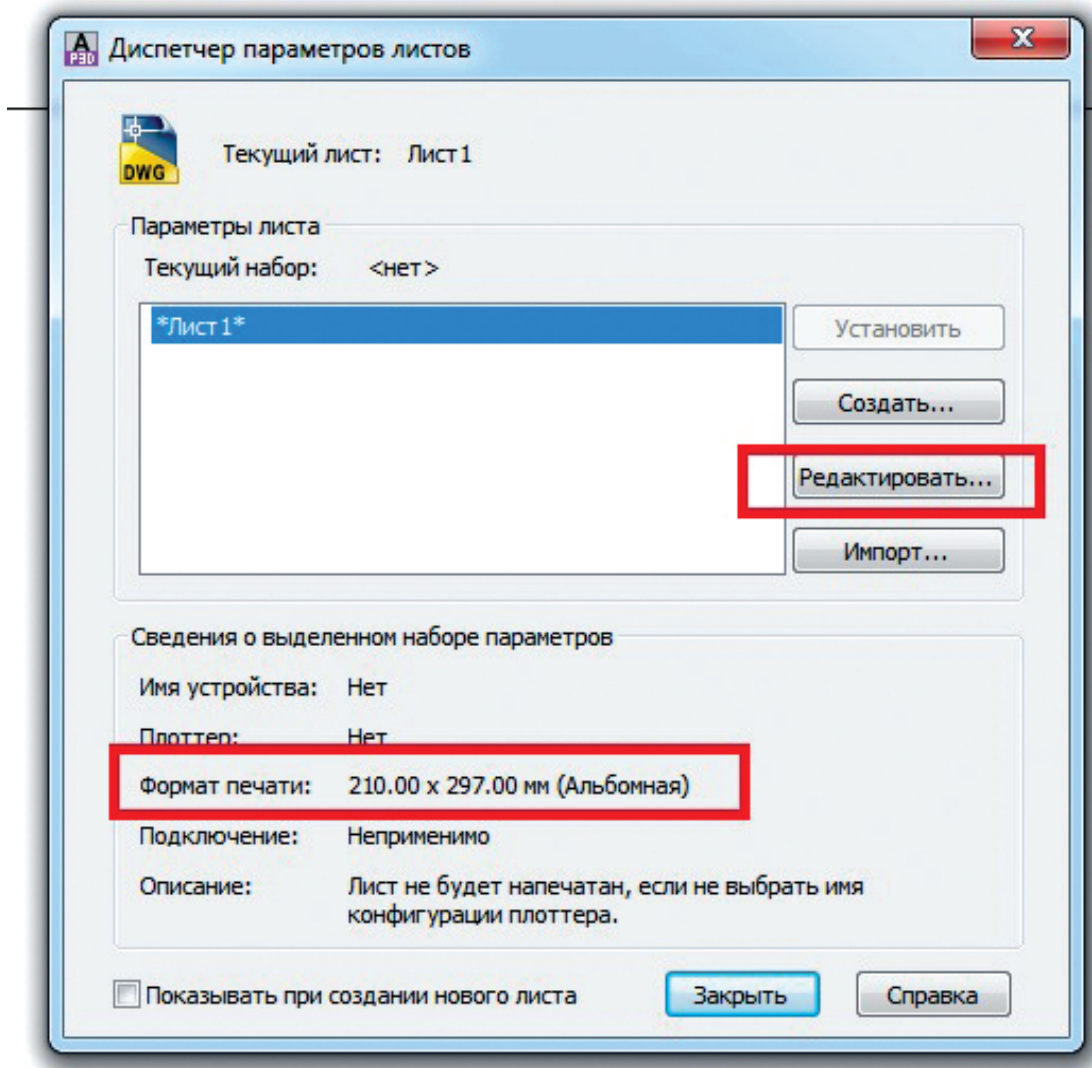 A
P3D
Диспетчер параметров листов
X
DWG
Текущий лист: Лист1
Параметры листа
Текущий набор: <нет>
*Лист1*
Установить
Создать...
Редактировать...
Импорт...
Сведения о выделенном наборе параметров
Имя устройства: Нет
Плоттер: Нет
Формат печати: 210.00 x 297.00 мм (Альбомная)
Подключение: Неприменимо
Описание: Лист не будет напечатан, если не выбрать имя
конфигурации плоттера.
Показывать при создании нового листа
Закрыть
Справка